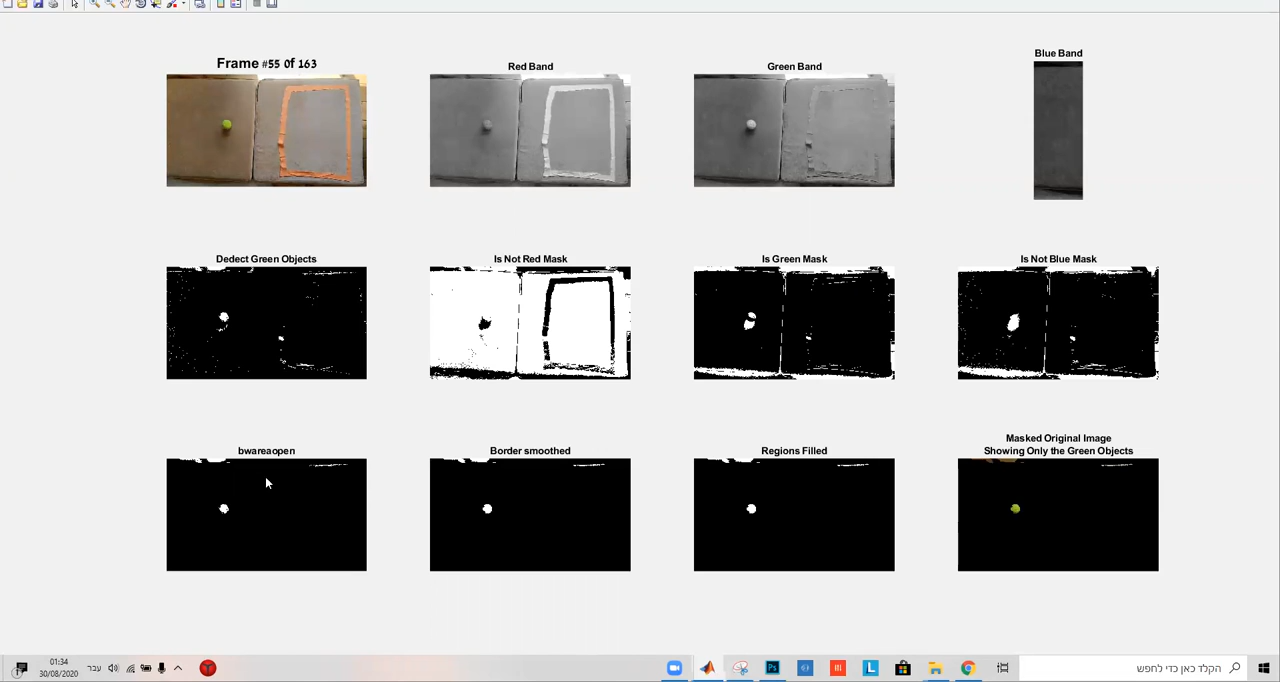 Frame #55 0f 163
Red Band
Green Band
Blue Band
Dedect Green Objects
Is Not Red Mask
Is Green Mask
Is Not Blue Mask
bwareaopen
Border smoothed
Regions Filled
Masked Original Image
Showing Only the Green Objects
01:34
30/08/2020
עבר
הקלד כאן כדי לחפש